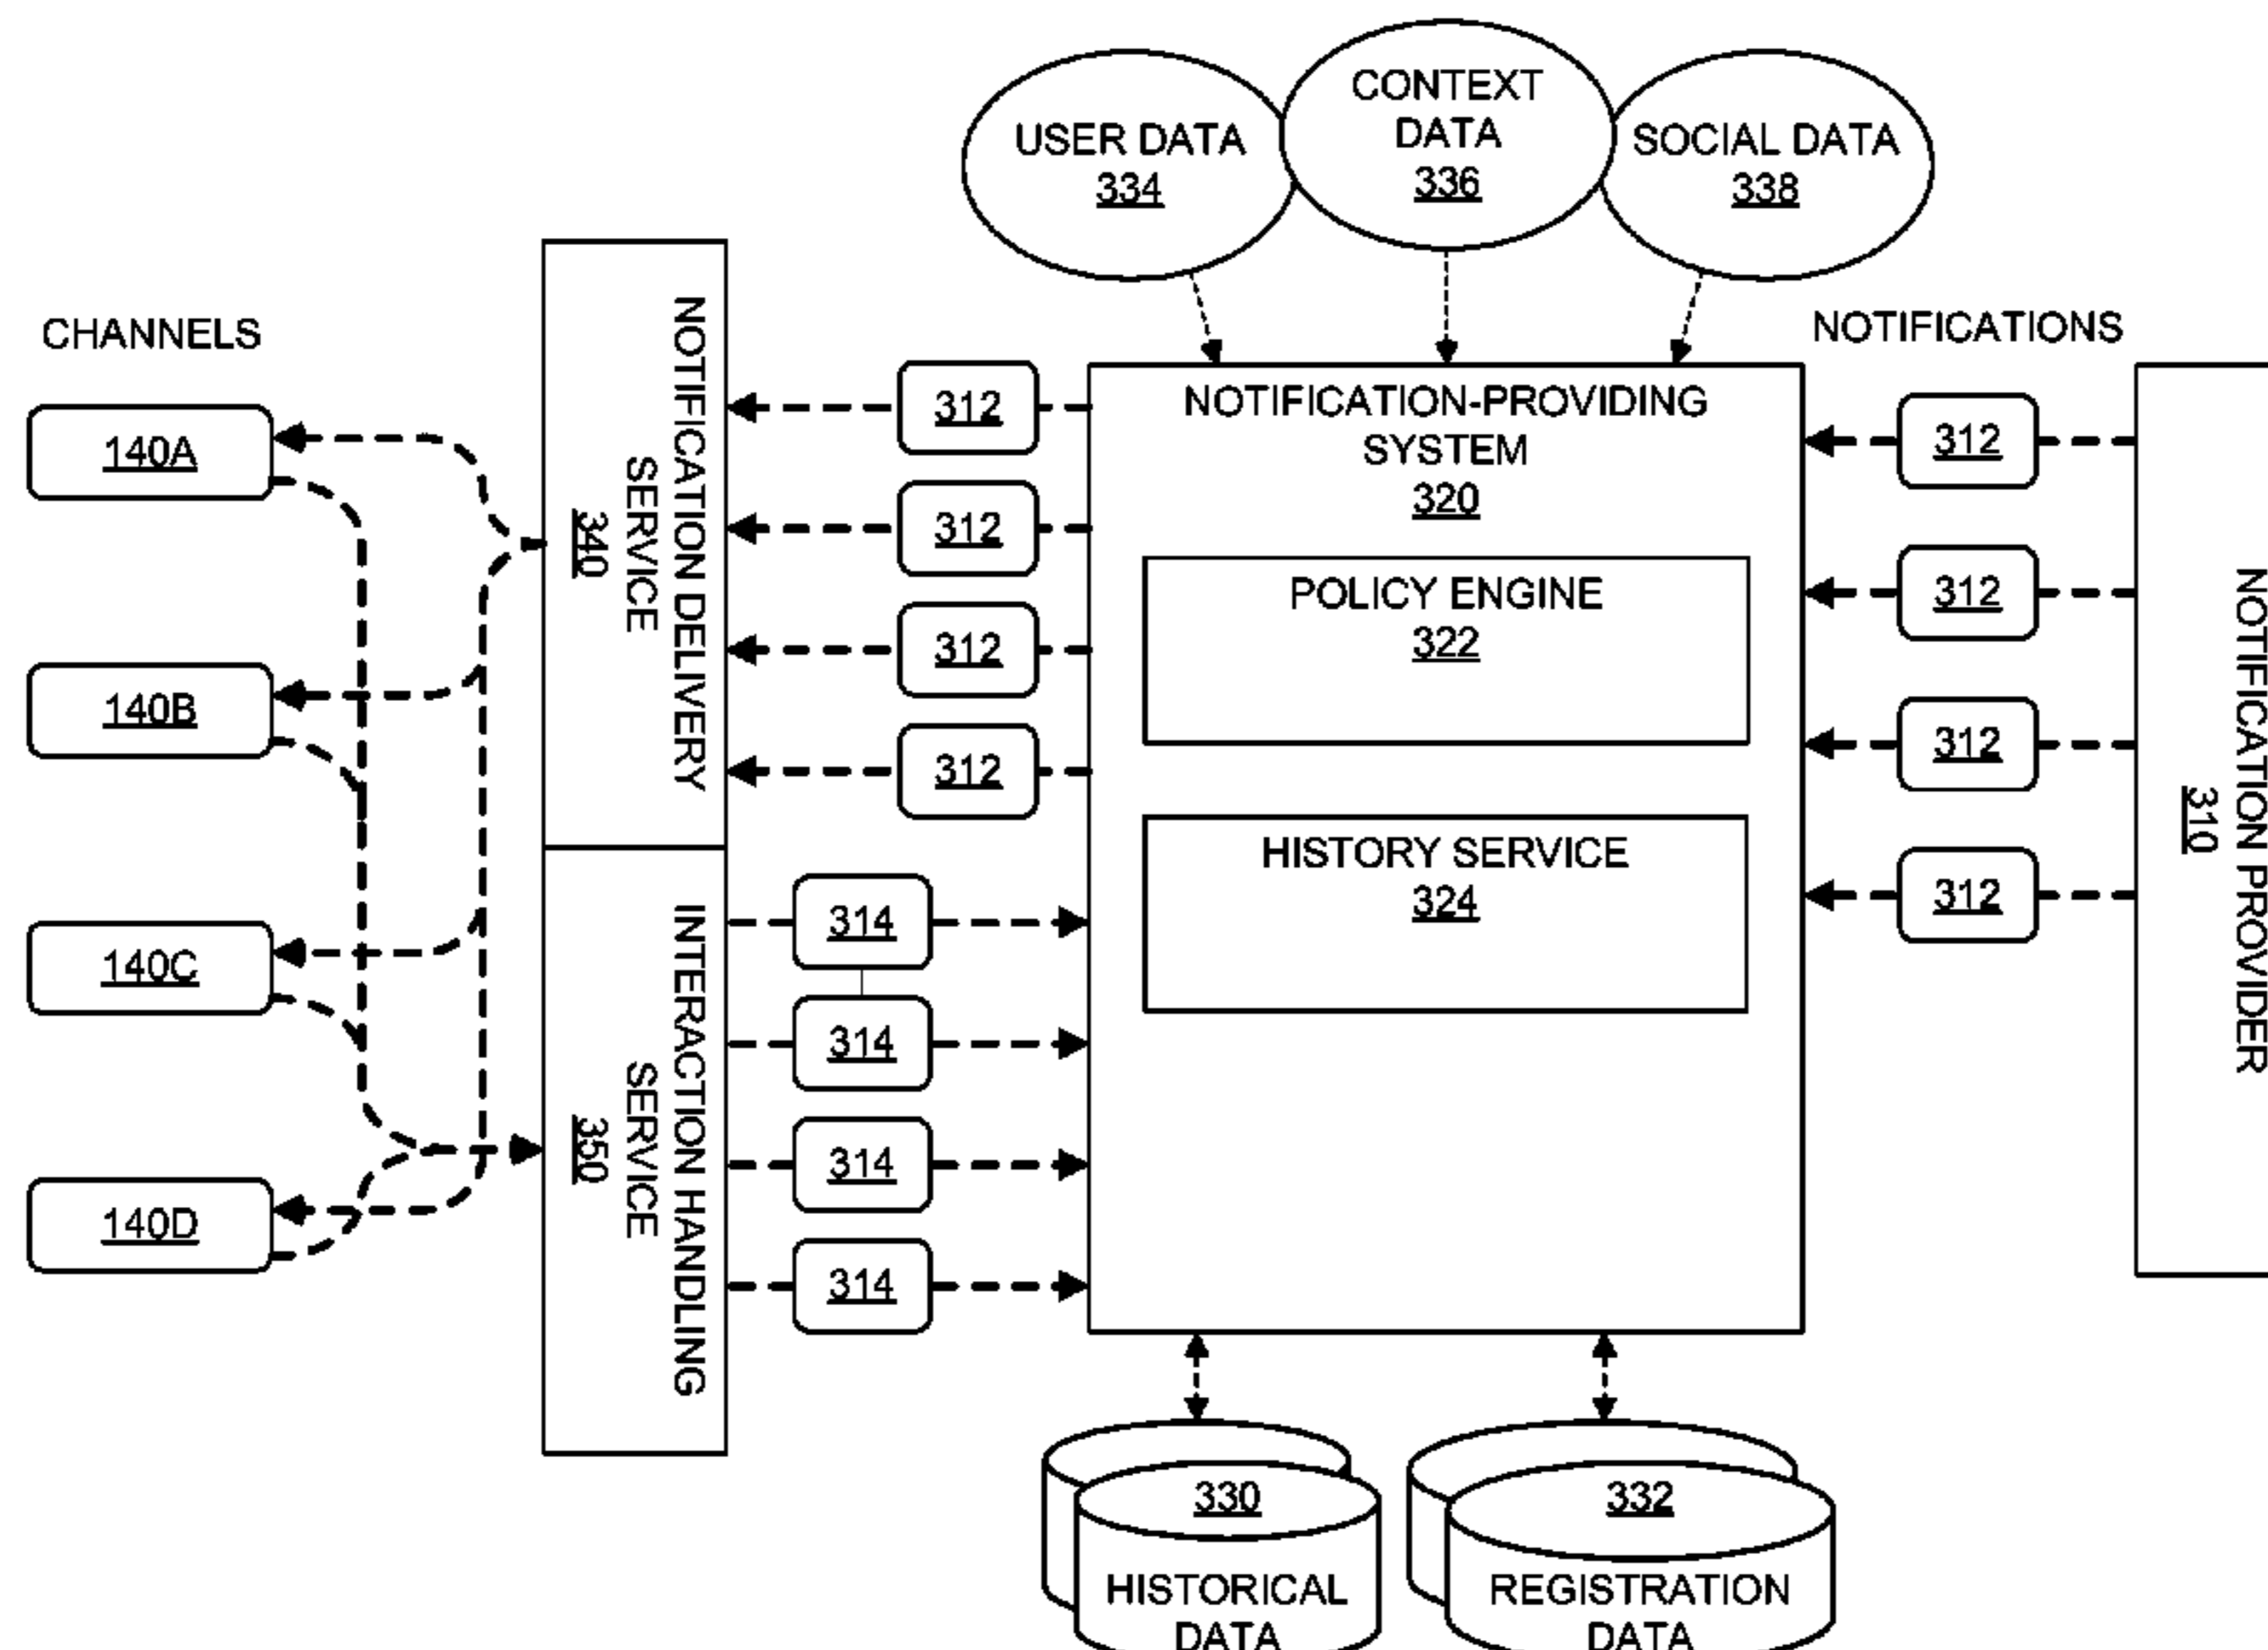 CONTEXT
DATA
336
USER DATA
334
SOCIAL DATA
338
CHANNELS
NOTIFICATIONS
140A
140B
140C
140D
NOTIFICATION DELIVERY
SERVICE
340
INTERACTION HANDLING
SERVICE
350
312
312
312
312
314
314
314
314
NOTIFICATION-PROVIDING
SYSTEM
320
POLICY ENGINE
322
HISTORY SERVICE
324
312
312
312
312
NOTIFICATION PROVIDER
310
330
HISTORICAL
DATA
332
REGISTRATION
DATA